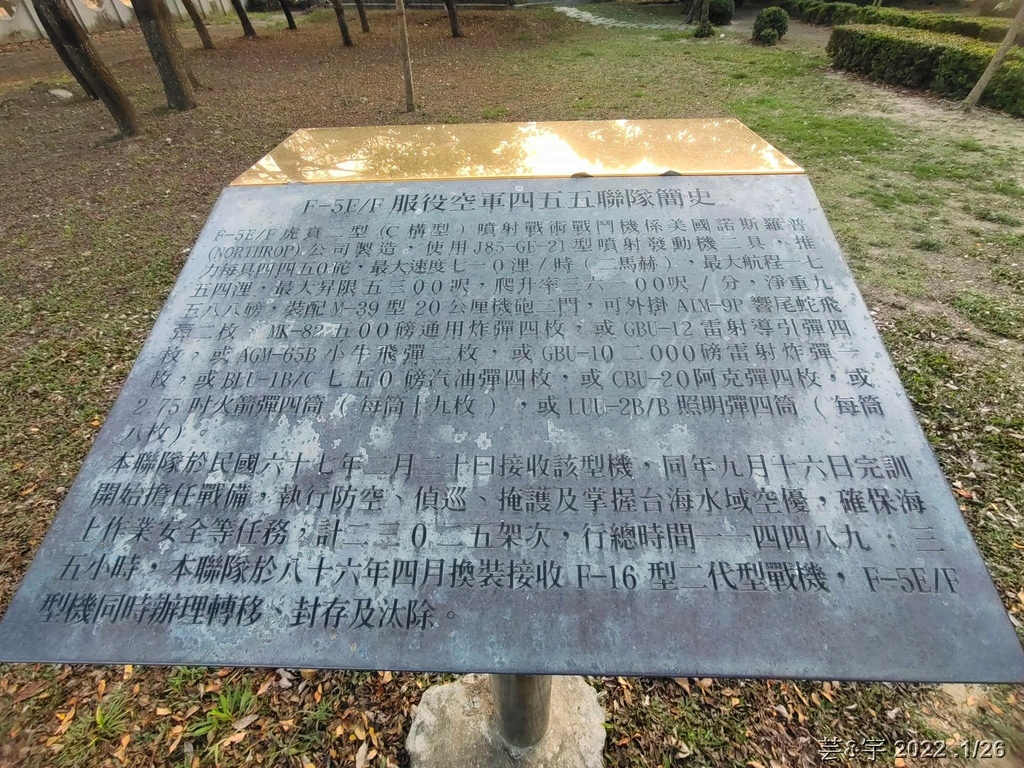 F-5E/F 服役空軍四五五聯隊簡史
F-5E/F虎賁二型(C構型)噴射戰術戰鬥機係美國諾斯羅普
(NORTHROP)公司製造,使用J85-GE-21型噴射發動機二具,推
力每具四四五0磅,最大速度七一0浬/時(二馬赫),最大航程一七
五四浬,最大昇限五三000呎,爬升率三六一00呎/分,淨重九
五八八磅,裝配M-39型20公厘機砲二門,可外掛AIM-9P響尾蛇飛
彈二枚,MK-82五00磅通用炸彈四枚,或GBU-12雷射導引彈四
枚,或AGM-65B小牛飛彈二枚,或GBU-10二000磅雷射炸彈一
枚,或BLU-1B/C七五0磅汽油彈四枚,或CBU-20阿克彈四枚,或
2.75吋火箭彈四筒(每筒十九枚),或LUU-2B/B照明彈四筒(每筒
八枚)。
本聯隊於民國六十七年二月二十日接收該型機,同年九月十六日完訓
開始擔任戰備,執行防空、偵巡、掩護及掌握台海水域空優,確保海
上作業安全等任務,計二三0二五架次,行總時間一一四四八九:三
五小時,本聯隊於八十六年四月換裝接收F-16型二代型戰機,F-5E/F
型機同時辦理轉移、封存及汰除。
芸&宇 2022.1/26